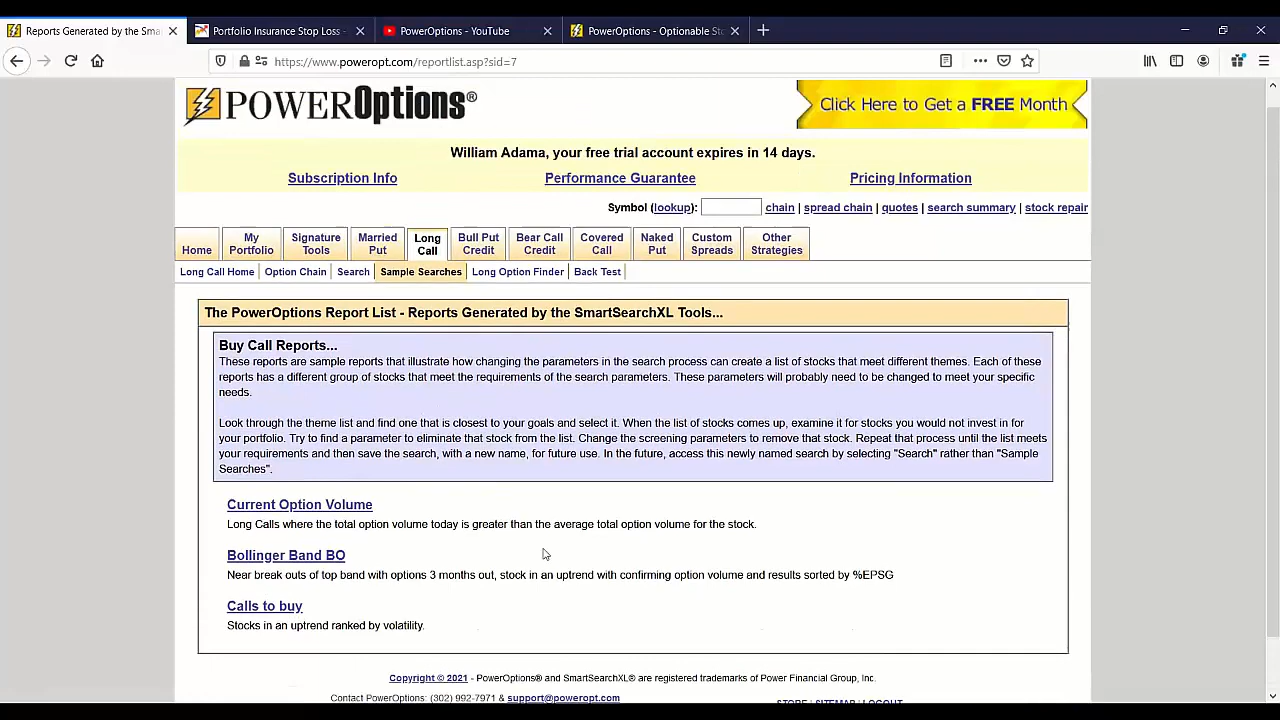 Reports Generated by the Sma
Portfolio Insurance Stop Loss -
PowerOptions - YouTube
PowerOptions - Optionable Sto
https://www.poweropt.com/reportlist.asp?sid=7
POWEROptions®
Click Here to Get a FREE Month
William Adama, your free trial account expires in 14 days.
Subscription Info Performance Guarantee Pricing Information
Symbol (lookup): chain | spread chain | quotes | search summary | stock repair
Home My Portfolio Signature Tools Married Put Long Call Bull Put Credit Bear Call Credit Covered Call Naked Put Custom Spreads Other Strategies
Long Call Home | Option Chain | Search | Sample Searches | Long Option Finder | Back Test |
The PowerOptions Report List - Reports Generated by the SmartSearchXL Tools...
Buy Call Reports...
These reports are sample reports that illustrate how changing the parameters in the search process can create a list of stocks that meet different themes. Each of these
reports has a different group of stocks that meet the requirements of the search parameters. These parameters will probably need to be changed to meet your specific
needs.
Look through the theme list and find one that is closest to your goals and select it. When the list of stocks comes up, examine it for stocks you would not invest in for
your portfolio. Try to find a parameter to eliminate that stock from the list. Change the screening parameters to remove that stock. Repeat that process until the list meets
your requirements and then save the search, with a new name, for future use. In the future, access this newly named search by selecting "Search" rather than "Sample
Searches".
Current Option Volume
Long Calls where the total option volume today is greater than the average total option volume for the stock.
Bollinger Band BO
Near break outs of top band with options 3 months out, stock in an uptrend with confirming option volume and results sorted by %EPSG
Calls to buy
Stocks in an uptrend ranked by volatility.
Copyright © 2021 - PowerOptions® and SmartSearchXL® are registered trademarks of Power Financial Group, Inc.
Contact PowerOptions: (302) 992-7971 & support@poweropt.com
STORE | SITEMAP | LOGOUT